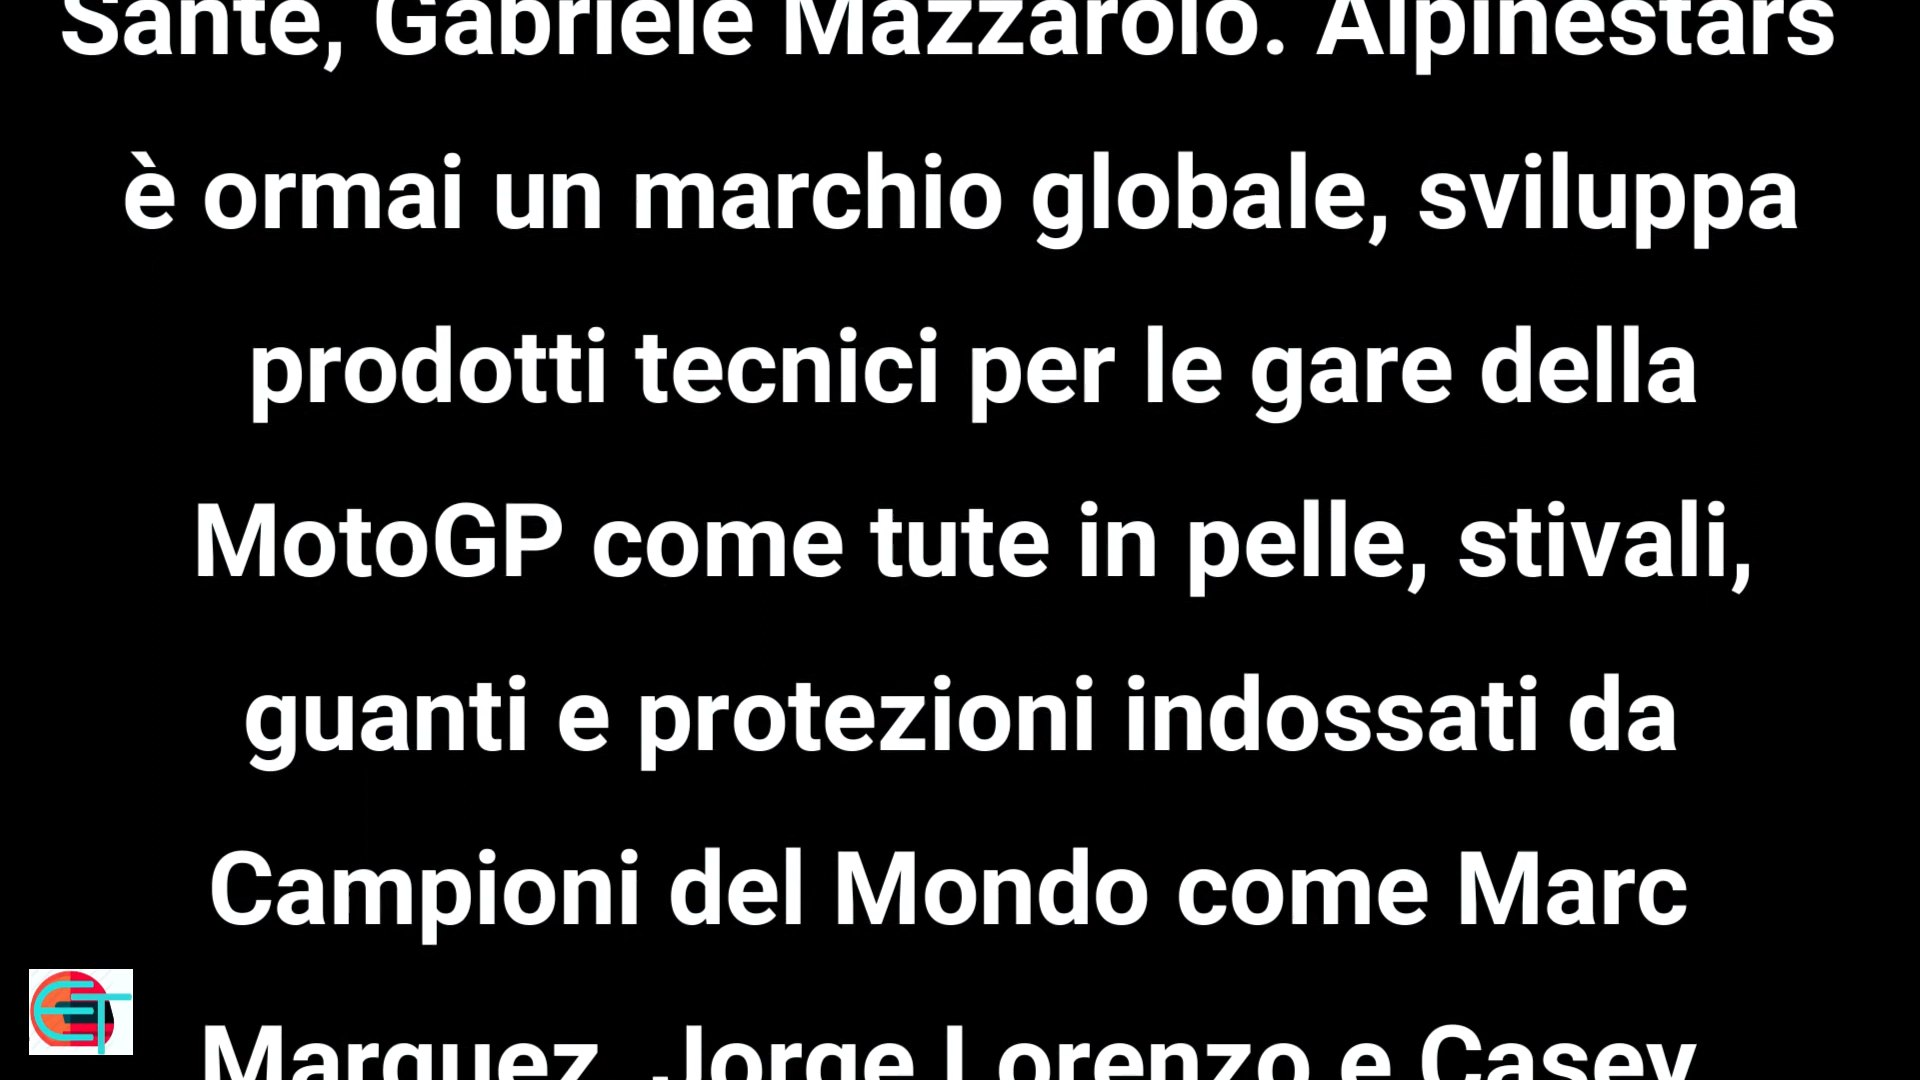 Sante, Gabriele Mazzarolo. Alpinestars
è ormai un marchio globale, sviluppa
prodotti tecnici per le gare della
MotoGP come tute in pelle, stivali,
guanti e protezioni indossati da
Campioni del Mondo come Marc
Marquez, Jorge Lorenzo e Casey
ET